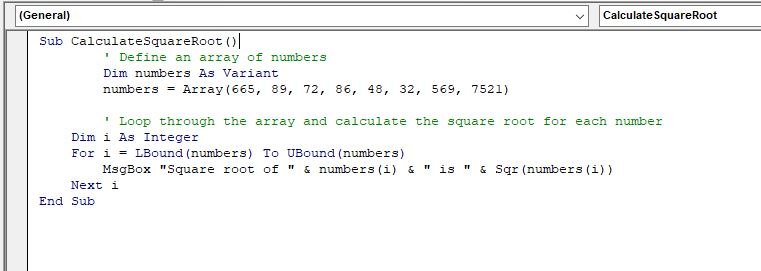 (General) CalculateSquareRoot
Sub CalculateSquareRoot()
' Define an array of numbers
Dim numbers As Variant
numbers = Array(665, 89, 72, 86, 48, 32, 569, 7521)
' Loop through the array and calculate the square root for each number
Dim i As Integer
For i = LBound(numbers) To UBound(numbers)
MsgBox "Square root of " & numbers(i) & " is " & Sqr(numbers(i))
Next i
End Sub